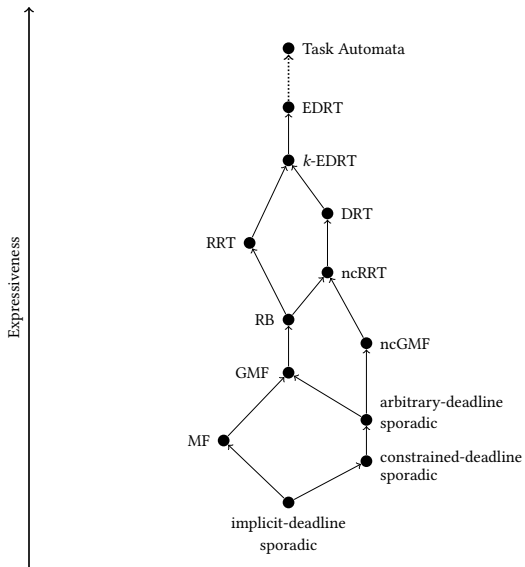 Task Automata
EDRT
k-EDRT
DRT
RRT
ncRRT
Expressiveness
RB
ncGMF
GMF
arbitrary-deadline
sporadic
MF
constrained-deadline
sporadic
implicit-deadline
sporadic